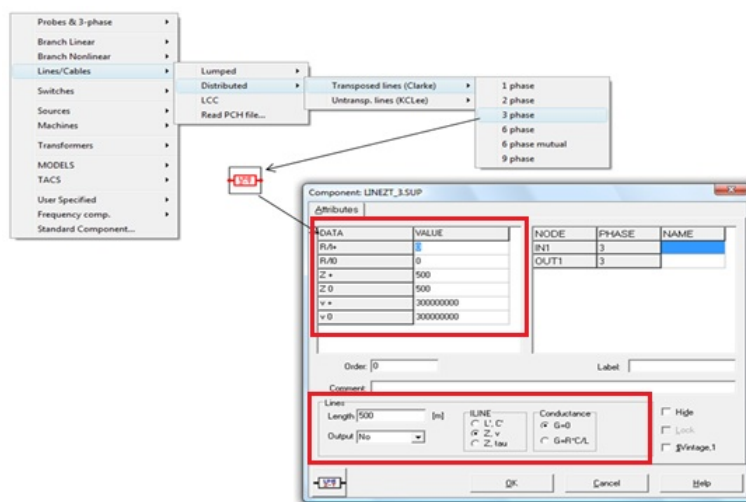 Probes & 3-phase
Branch Linear
Branch Nonlinear
Lines/Cables
Switches
Sources
Machines
Transformers
MODELS
TACS
User Specified
Frequency comp.
Standard Component...
Lumped
Distributed
LCC
Read PCH file...
Transposed lines (Clarke)
Untransp. lines (KCLee)
1 phase
2 phase
3 phase
6 phase
6 phase mutual
9 phase
Component: LINEZT_3.SUP
Attributes
DATA VALUE
R/l+ 0
R/l0 0
Z + 500
Z 0 500
v + 300000000
v 0 300000000
NODE PHASE NAME
IN1 3
OUT1 3
Order: 0 Label:
Comment:
Lines
Length 500 [m]
Output No
ILINE
L', C'
Z, v
Z, tau
Conductance
G=0
G=R*C/L
Hide
Lock
$Vintage,1
OK Cancel Help